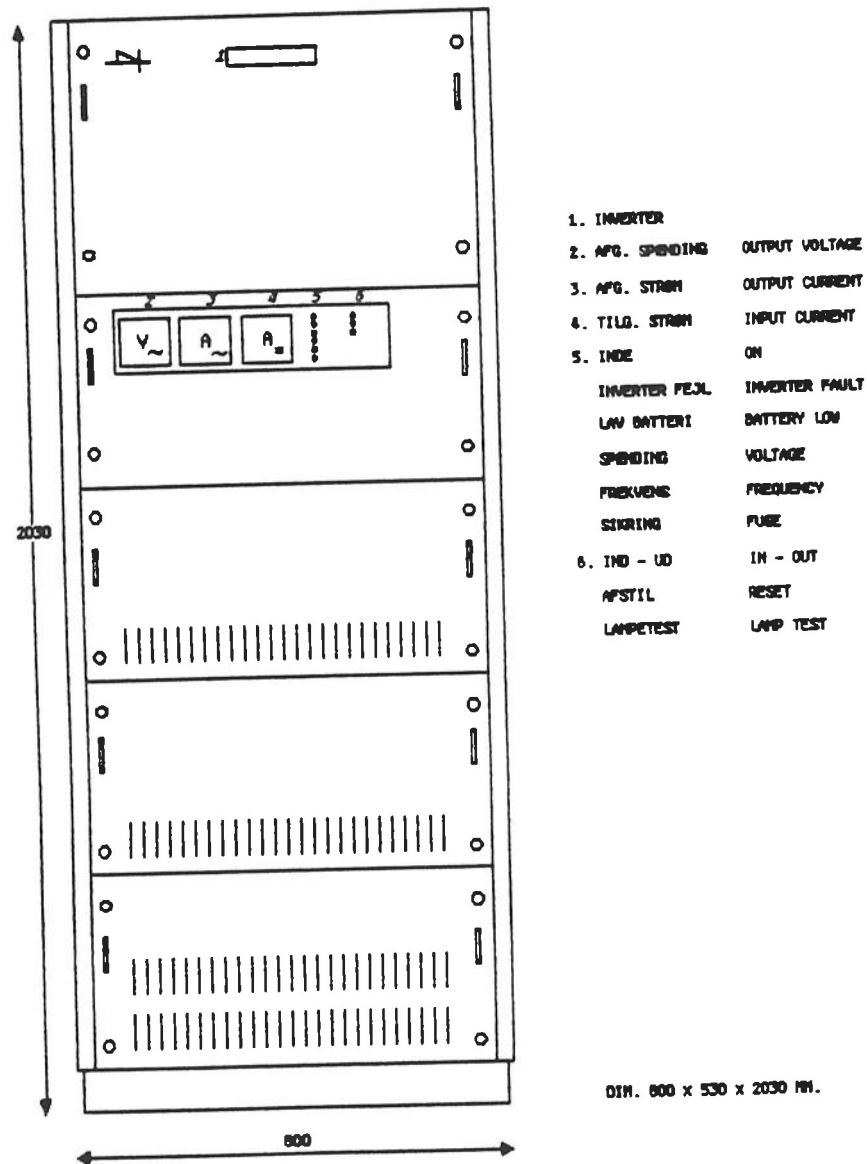 1
2 3 4 5 6
V~ A~ A=
2030
800
1. INVERTER
2. AFG. SPÆNDING OUTPUT VOLTAGE
3. AFG. STRØM OUTPUT CURRENT
4. TILG. STRØM INPUT CURRENT
5. INDE ON
INVERTER FEJL INVERTER FAULT
LAV BATTERI BATTERY LOW
SPÆNDING VOLTAGE
FREKVENS FREQUENCY
SIKRING FUSE
6. IND - UD IN - OUT
AFSTIL RESET
LAMPETEST LAMP TEST
DIM. 800 x 530 x 2030 MM.